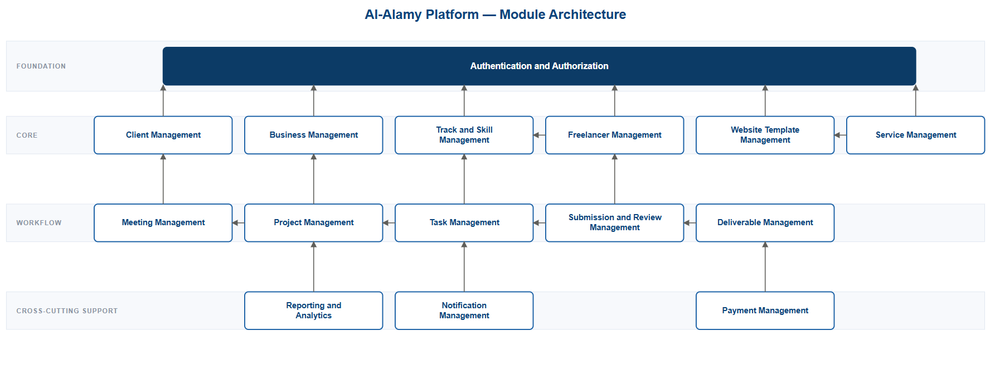 Al-Alamy Platform — Module Architecture
FOUNDATION
Authentication and Authorization
CORE
Client Management
Business Management
Track and Skill
Management
Freelancer Management
Website Template
Management
Service Management
WORKFLOW
Meeting Management
Project Management
Task Management
Submission and Review
Management
Deliverable Management
CROSS-CUTTING SUPPORT
Reporting and
Analytics
Notification
Management
Payment Management